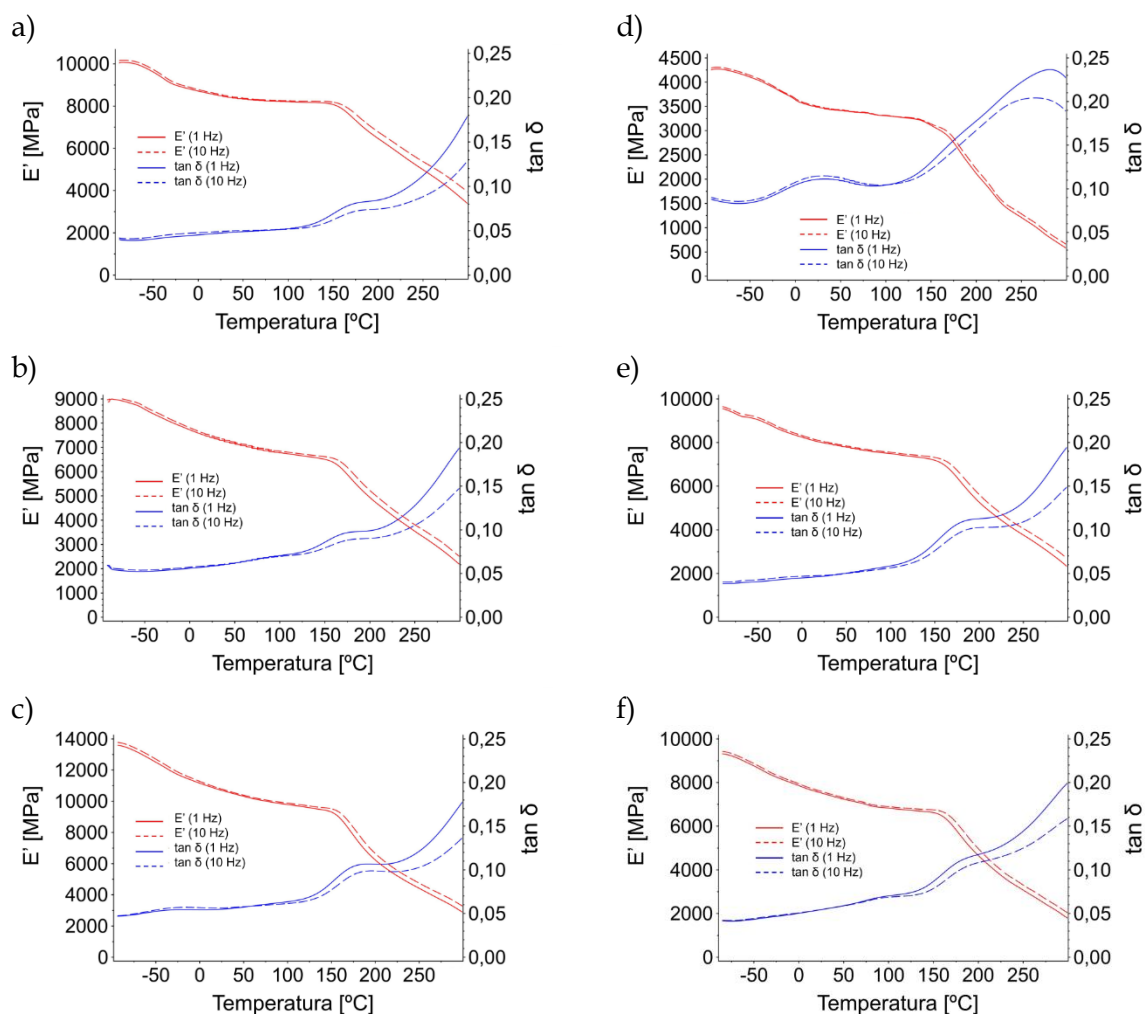 a)
E' [MPa]
10000
8000
6000
4000
2000
0
0,25
0,20
0,15
0,10
0,05
0,00
tan δ
E' (1 Hz)
E' (10 Hz)
tan δ (1 Hz)
tan δ (10 Hz)
-50 0 50 100 150 200 250
Temperatura [ºC]
d)
E' [MPa]
4500
4000
3500
3000
2500
2000
1500
1000
500
0
0,25
0,20
0,15
0,10
0,05
0,00
tan δ
E' (1 Hz)
E' (10 Hz)
tan δ (1 Hz)
tan δ (10 Hz)
-50 0 50 100 150 200 250
Temperatura [ºC]
b)
E' [MPa]
9000
8000
7000
6000
5000
4000
3000
2000
1000
0
0,25
0,20
0,15
0,10
0,05
0,00
tan δ
E' (1 Hz)
E' (10 Hz)
tan δ (1 Hz)
tan δ (10 Hz)
-50 0 50 100 150 200 250
Temperatura [ºC]
e)
E' [MPa]
10000
8000
6000
4000
2000
0
0,25
0,20
0,15
0,10
0,05
0,00
tan δ
E' (1 Hz)
E' (10 Hz)
tan δ (1 Hz)
tan δ (10 Hz)
-50 0 50 100 150 200 250
Temperatura [ºC]
c)
E' [MPa]
14000
12000
10000
8000
6000
4000
2000
0
0,25
0,20
0,15
0,10
0,05
0,00
tan δ
E' (1 Hz)
E' (10 Hz)
tan δ (1 Hz)
tan δ (10 Hz)
-50 0 50 100 150 200 250
Temperatura [ºC]
f)
E' [MPa]
10000
8000
6000
4000
2000
0
0,25
0,20
0,15
0,10
0,05
0,00
tan δ
E' (1 Hz)
E' (10 Hz)
tan δ (1 Hz)
tan δ (10 Hz)
-50 0 50 100 150 200 250
Temperatura [ºC]